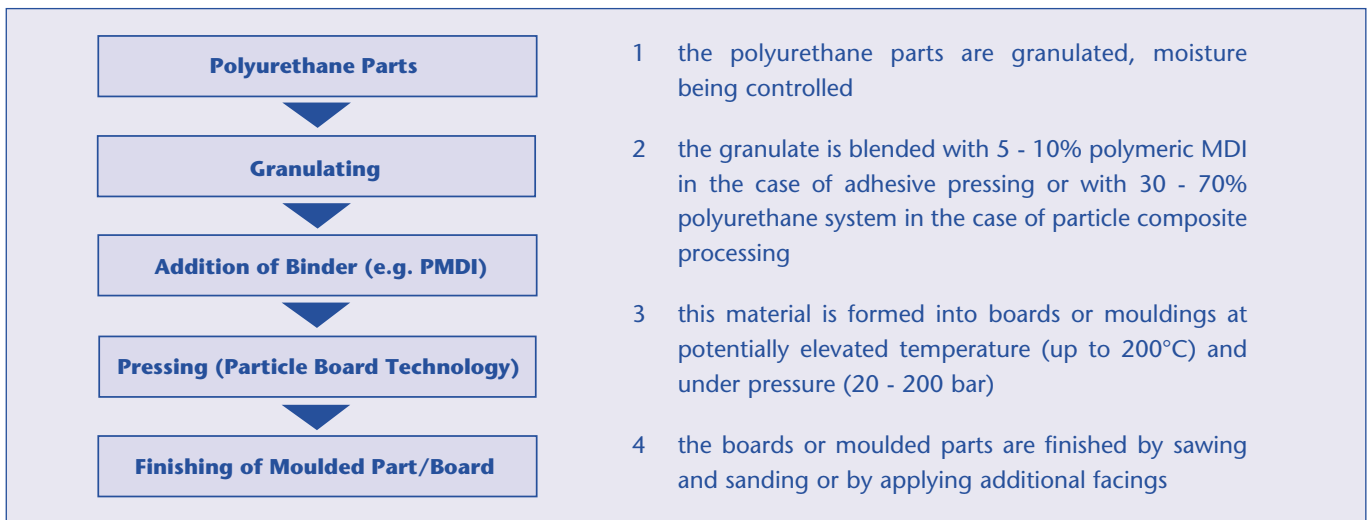 Polyurethane Parts
Granulating
Addition of Binder (e.g. PMDI)
Pressing (Particle Board Technology)
Finishing of Moulded Part/Board
1 the polyurethane parts are granulated, moisture
being controlled
2 the granulate is blended with 5 - 10% polymeric MDI
in the case of adhesive pressing or with 30 - 70%
polyurethane system in the case of particle composite
processing
3 this material is formed into boards or mouldings at
potentially elevated temperature (up to 200°C) and
under pressure (20 - 200 bar)
4 the boards or moulded parts are finished by sawing
and sanding or by applying additional facings